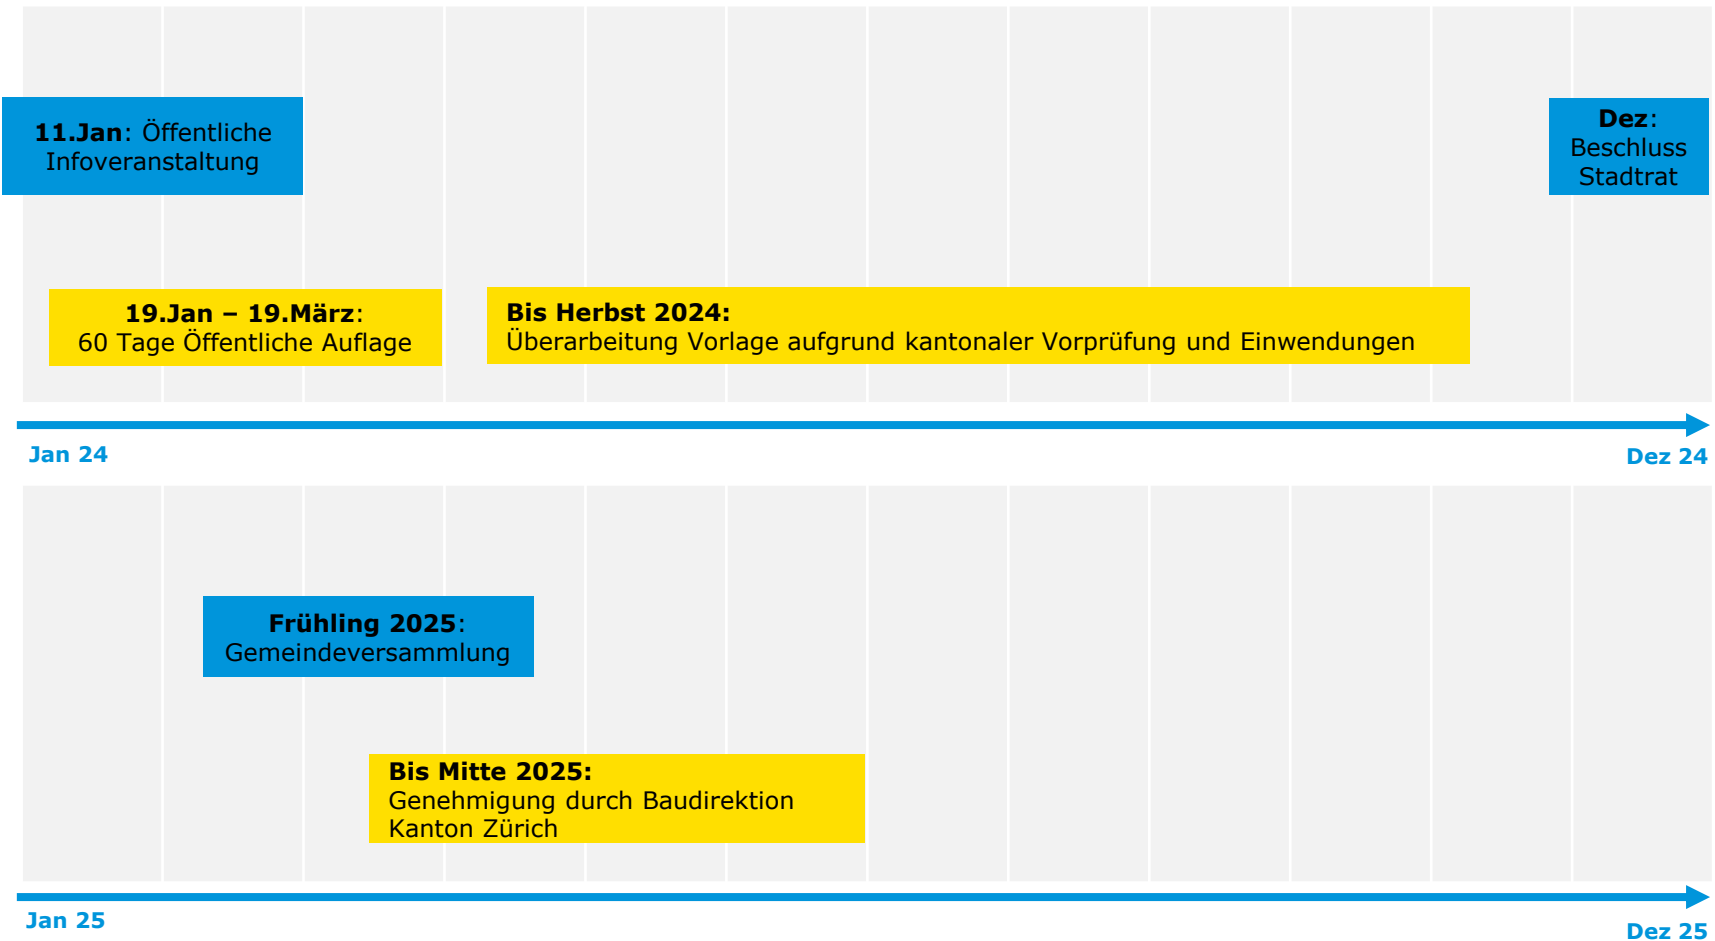 11.Jan: Öffentliche
Infoveranstaltung
Dez:
Beschluss
Stadtrat
19.Jan – 19.März:
60 Tage Öffentliche Auflage
Bis Herbst 2024:
Überarbeitung Vorlage aufgrund kantonaler Vorprüfung und Einwendungen
Jan 24
Dez 24
Frühling 2025:
Gemeindeversammlung
Bis Mitte 2025:
Genehmigung durch Baudirektion
Kanton Zürich
Jan 25
Dez 25